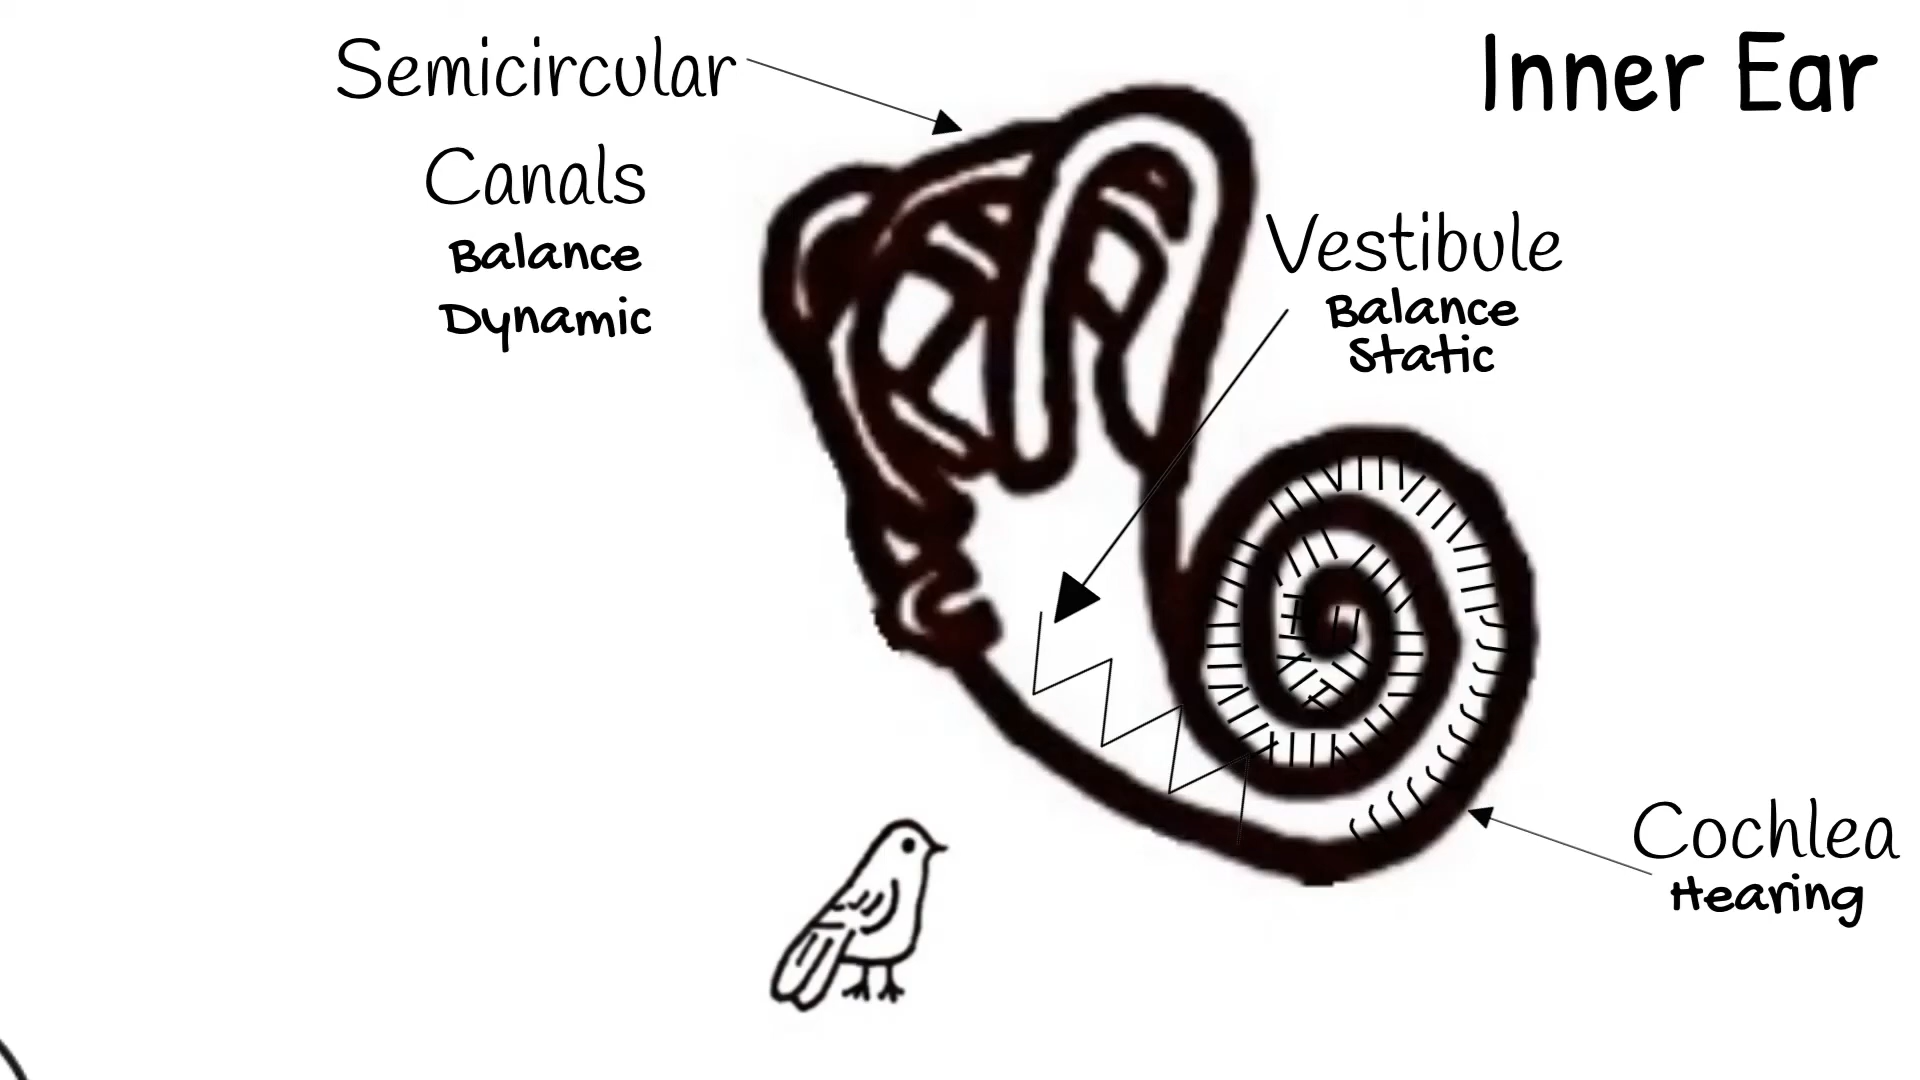 Inner Ear
Semicircular
Canals
Balance
Dynamic
Vestibule
Balance
Static
Cochlea
Hearing